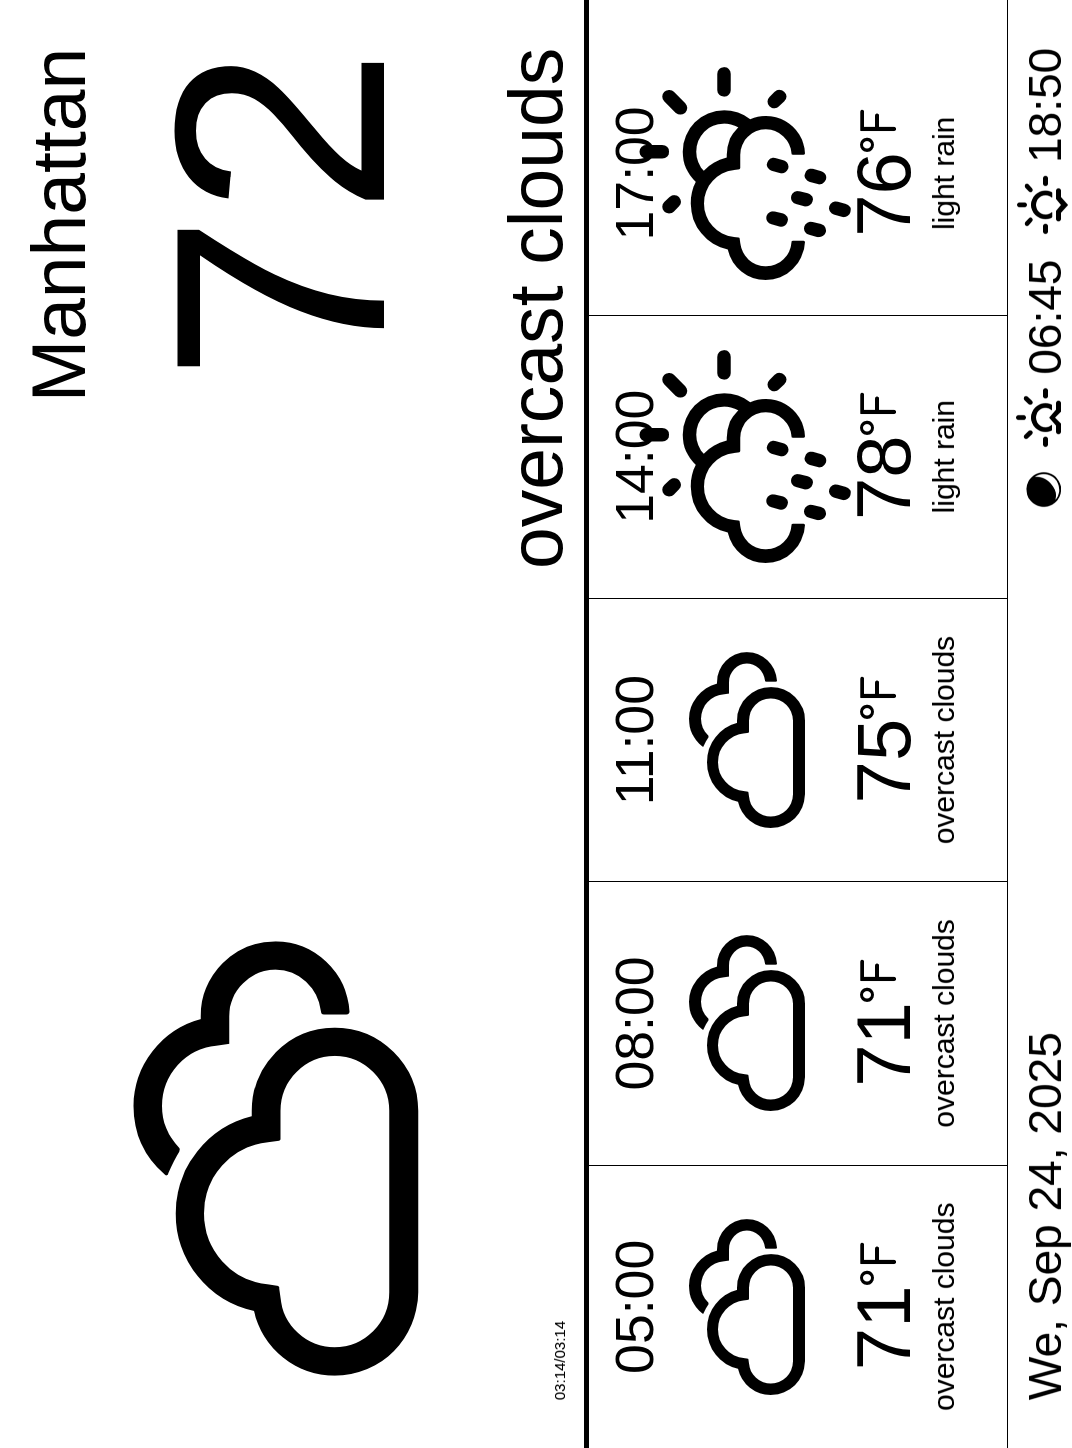 Manhattan
72
overcast clouds
03:14/03:14
05:00 08:00 11:00 14:00 17:00
71°F 71°F 75°F 78°F 76°F
overcast clouds overcast clouds overcast clouds light rain light rain
We, Sep 24, 2025 06:45 18:50